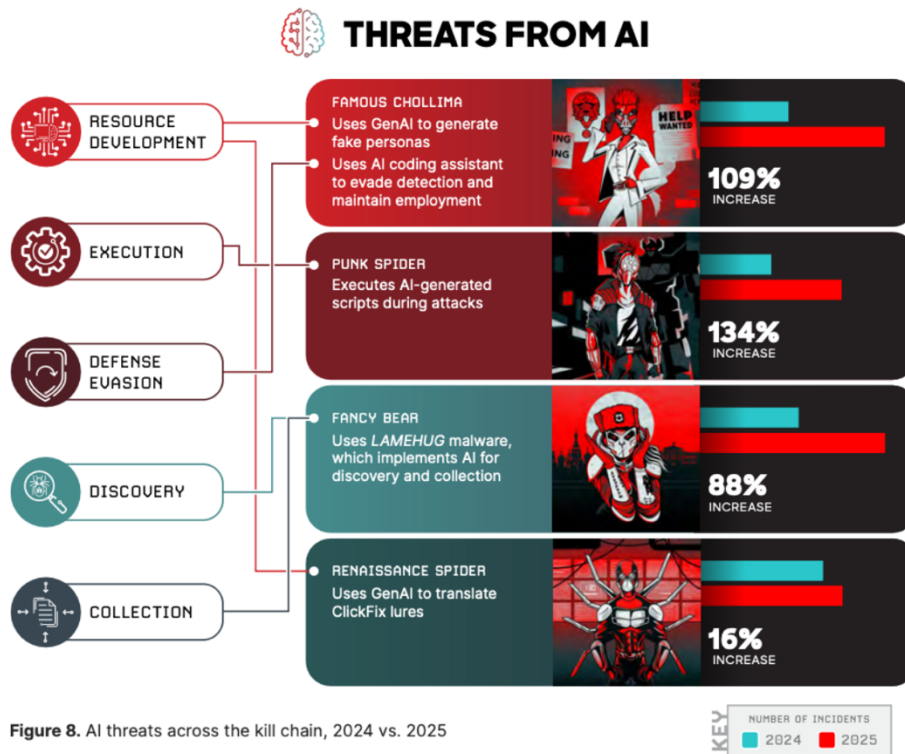 THREATS FROM AI
RESOURCE
DEVELOPMENT
EXECUTION
DEFENSE
EVASION
DISCOVERY
COLLECTION
FAMOUS CHOLLIMA
Uses GenAI to generate
fake personas
Uses AI coding assistant
to evade detection and
maintain employment
HELP
WANTED
ING
NG
109%
INCREASE
PUNK SPIDER
Executes AI-generated
scripts during attacks
134%
INCREASE
FANCY BEAR
Uses LAMEHUG malware,
which implements AI for
discovery and collection
88%
INCREASE
RENAISSANCE SPIDER
Uses GenAI to translate
ClickFix lures
16%
INCREASE
Figure 8. AI threats across the kill chain, 2024 vs. 2025
KEY
NUMBER OF INCIDENTS
2024 2025